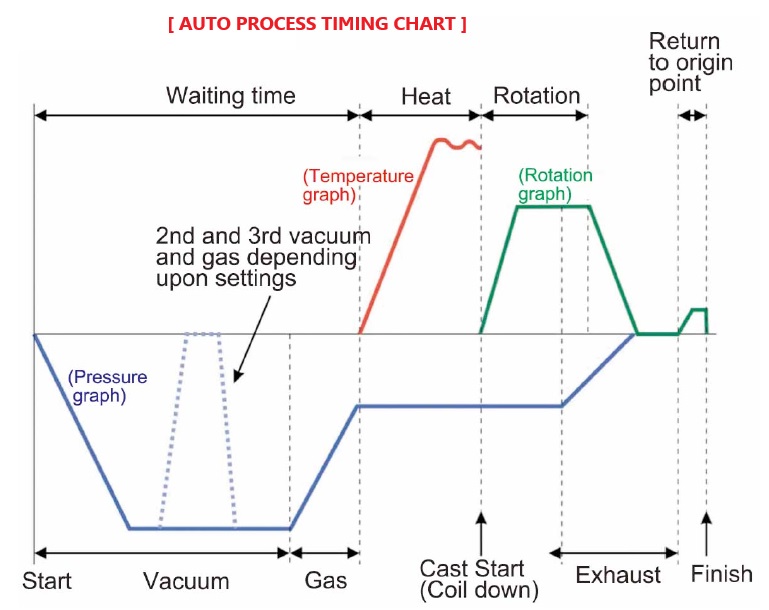 [ AUTO PROCESS TIMING CHART ]
Return
to origin
point
Waiting time
Heat
Rotation
(Temperature
graph)
(Rotation
graph)
2nd and 3rd vacuum
and gas depending
upon settings
(Pressure
graph)
Start
Vacuum
Gas
Cast Start
(Coil down)
Exhaust
Finish